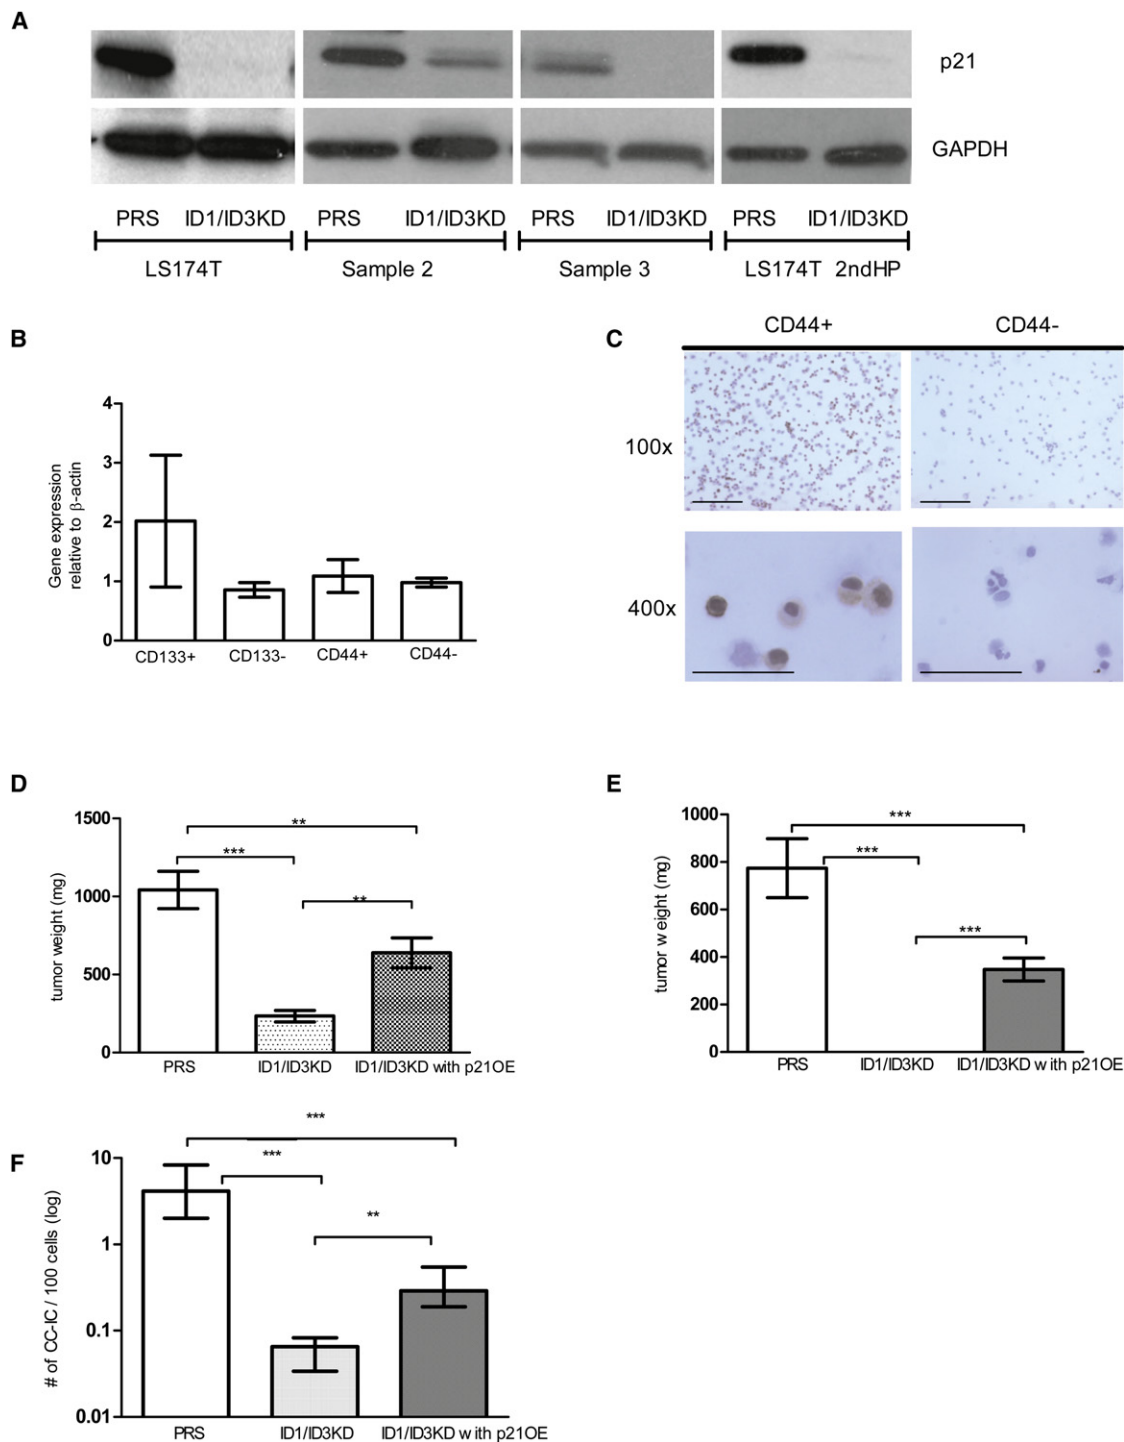 A
p21
GAPDH
PRS ID1/ID3KD PRS ID1/ID3KD PRS ID1/ID3KD PRS ID1/ID3KD
LS174T Sample 2 Sample 3 LS174T 2ndHP
B
Gene expression
relative to β-actin
4
3
2
1
0
CD133+ CD133- CD44+ CD44-
C
CD44+ CD44-
100x
400x
D
tumor weight (mg)
1500
1000
500
0
**
***
**
PRS ID1/ID3KD ID1/ID3KD with p21OE
E
tumor w eight (mg)
1000
800
600
400
200
0
***
***
***
PRS ID1/ID3KD ID1/ID3KD w ith p21OE
F
# of CC-IC / 100 cells (log)
10
1
0.1
0.01
***
***
**
PRS ID1/ID3KD ID1/ID3KD w ith p21OE